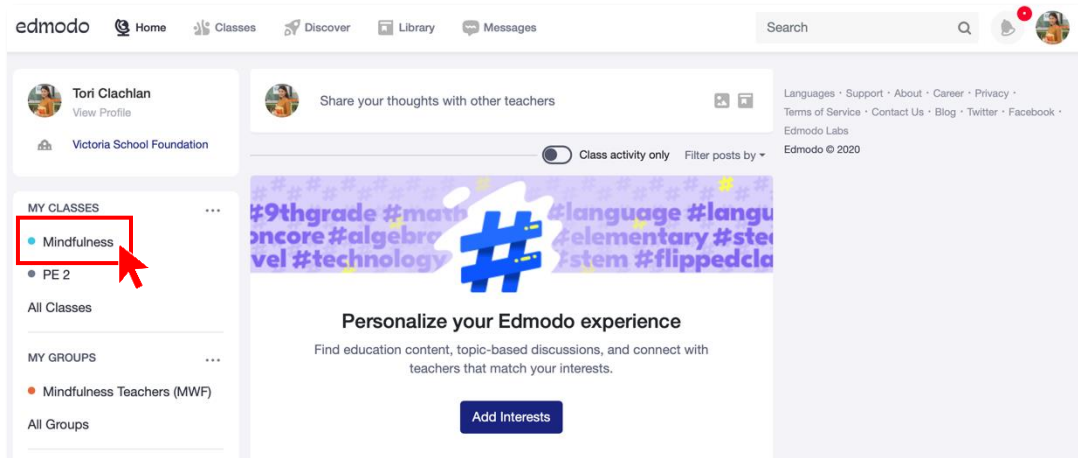 edmodo Home Classes Discover Library Messages Search
Tori Clachlan
View Profile
Victoria School Foundation
MY CLASSES ...
Mindfulness
PE 2
All Classes
MY GROUPS ...
Mindfulness Teachers (MWF)
All Groups
Share your thoughts with other teachers
Class activity only Filter posts by
#9thgrade #math #language #langu
oncore #algebra #elementary #ste
vel #technology #stem #flippedcla
Personalize your Edmodo experience
Find education content, topic-based discussions, and connect with
teachers that match your interests.
Add Interests
Languages · Support · About · Career · Privacy ·
Terms of Service · Contact Us · Blog · Twitter · Facebook ·
Edmodo Labs
Edmodo © 2020